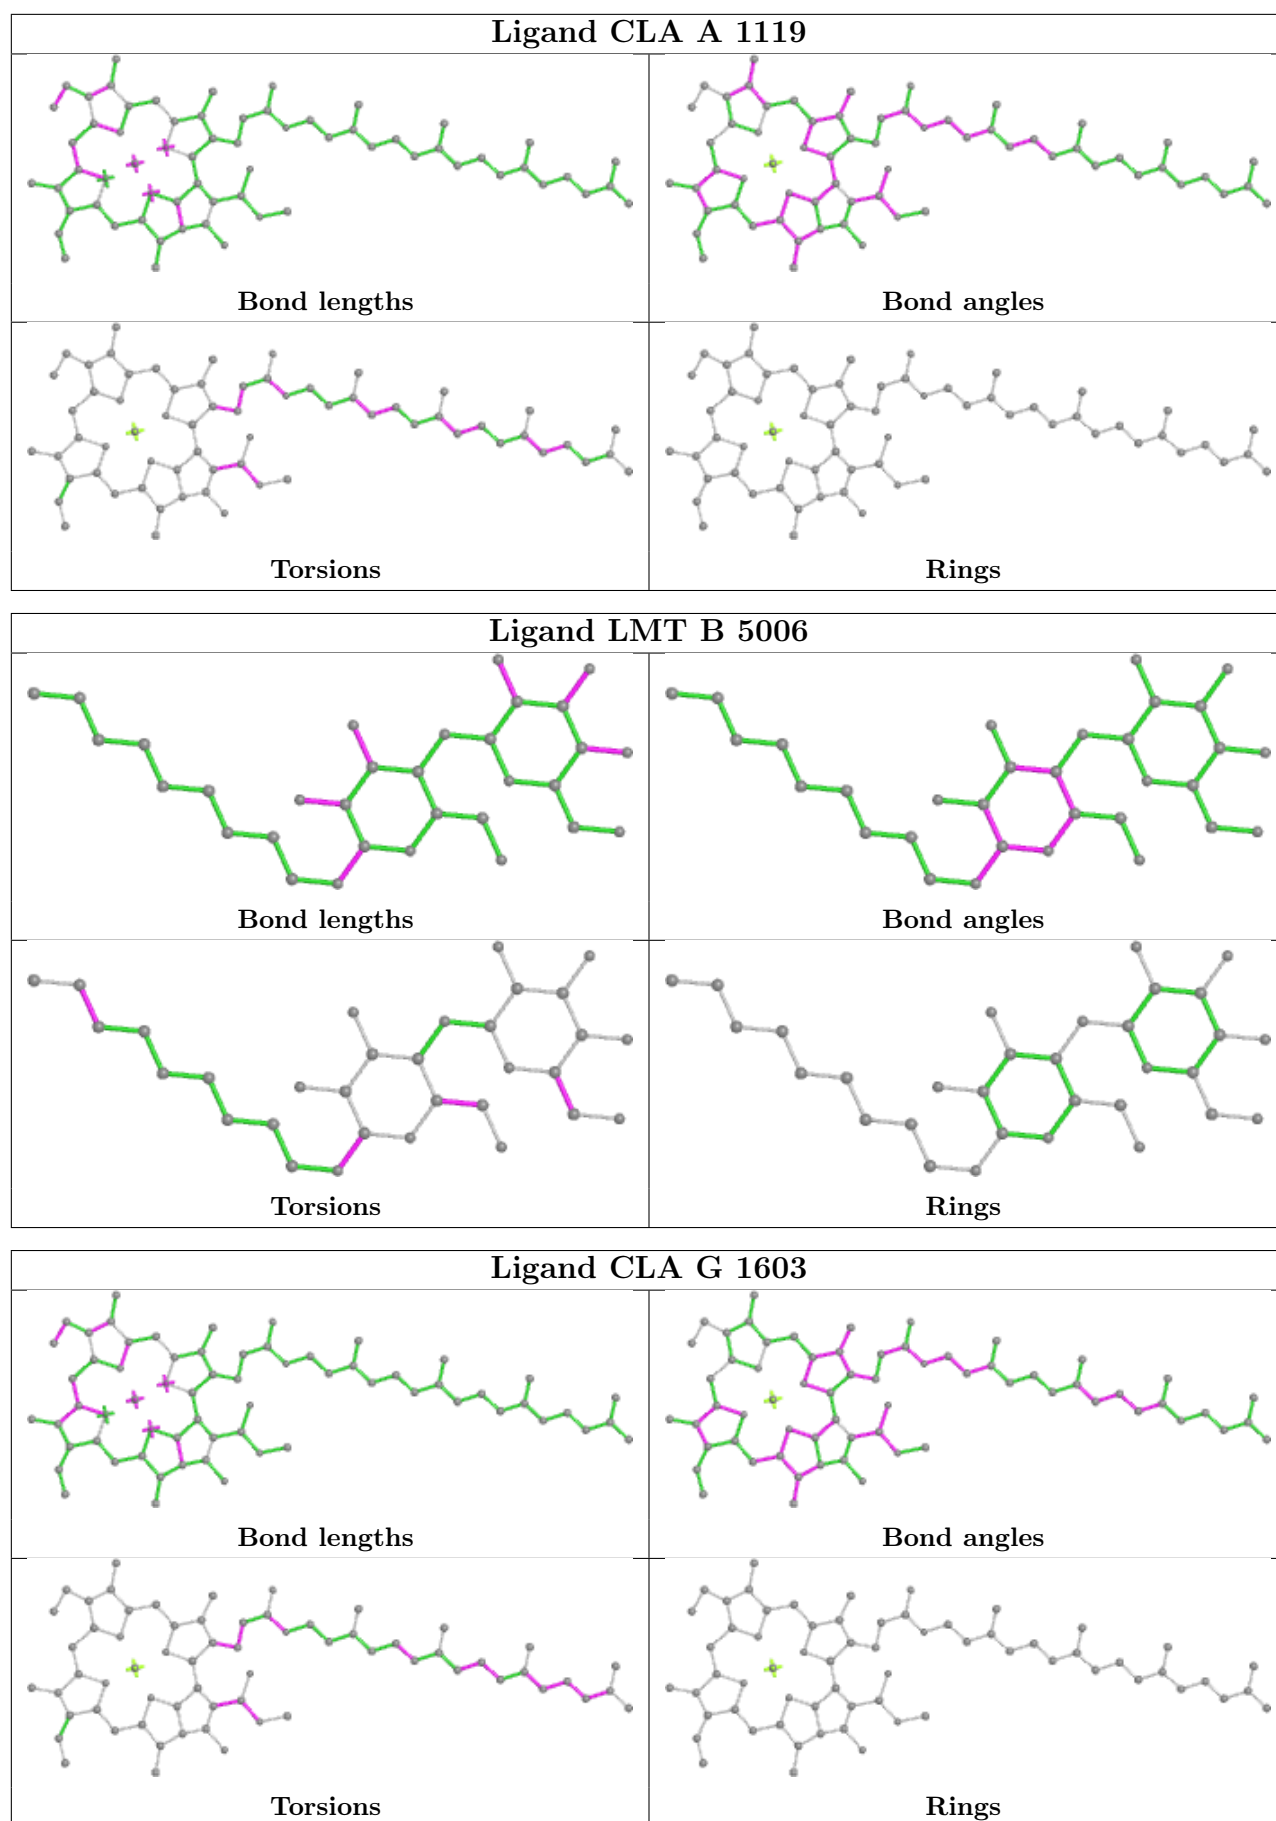 Ligand CLA A 1119
Bond lengths
Bond angles
Torsions
Rings
Ligand LMT B 5006
Bond lengths
Bond angles
Torsions
Rings
Ligand CLA G 1603
Bond lengths
Bond angles
Torsions
Rings